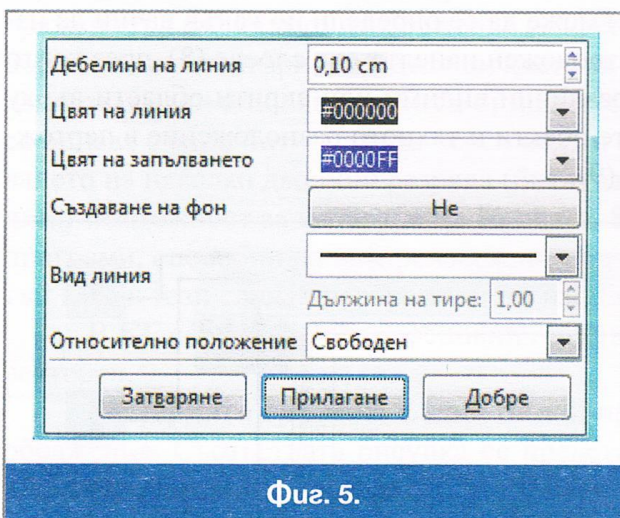 Дебелина на линия 0,10 cm
Цвят на линия #000000
Цвят на запълването #0000FF
Създаване на фон Не
Вид линия
Дължина на тире: 1,00
Относително положение Свободен
Затваряне Прилагане Добре
Фиг. 5.